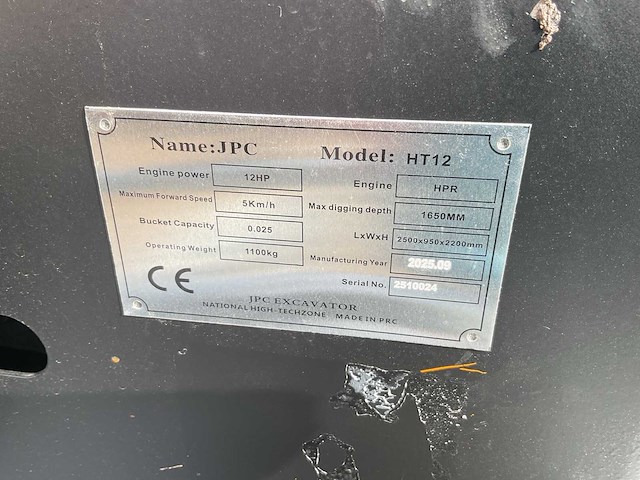 Name:JPC Model: HT12
Engine power 12HP Engine HPR
Maximum Forward Speed 5Km/h Max digging depth 1650MM
Bucket Capacity 0.025 LxWxH 2500x950x2200mm
Operating Weight 1100kg Manufacturing Year 2025.09
Serial No. 2510024
CE
JPC EXCAVATOR
NATIONAL HIGH-TECHZONE MADE IN PRC